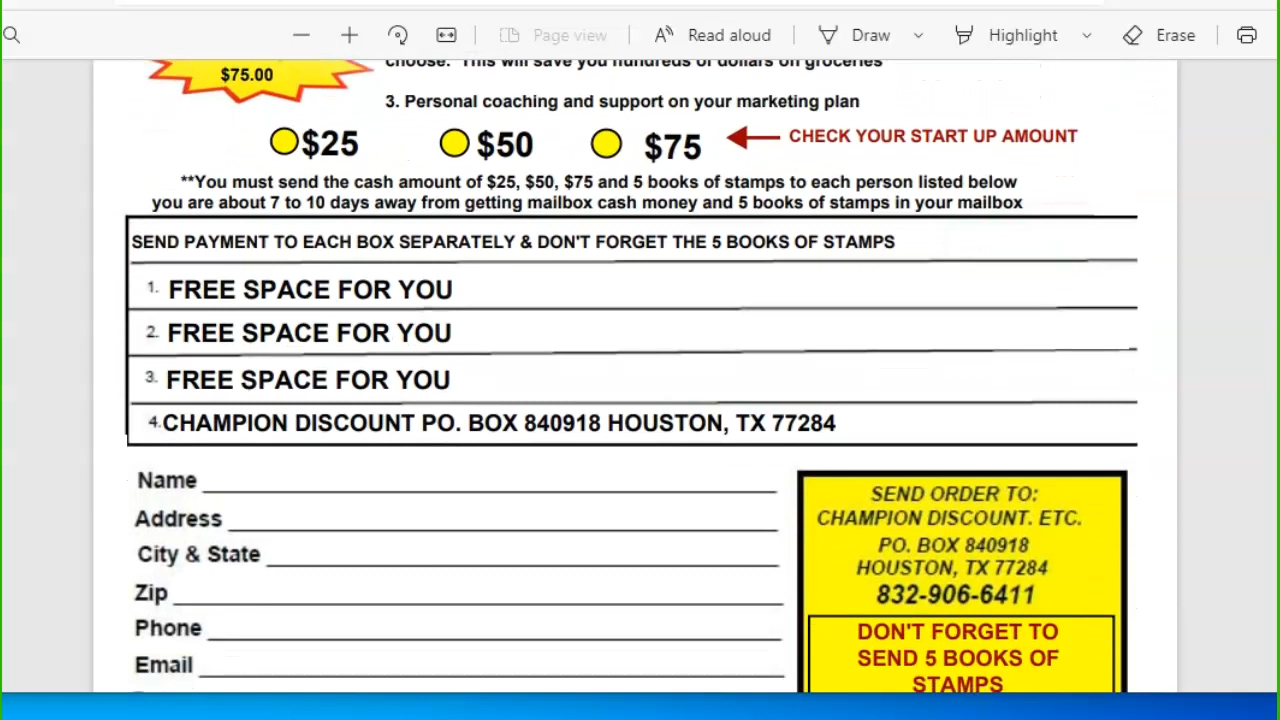 Page view
Read aloud
Draw
Highlight
Erase
$75.00
choose. This will save you hundreds of dollars on groceries
3. Personal coaching and support on your marketing plan
$25
$50
$75
CHECK YOUR START UP AMOUNT
**You must send the cash amount of $25, $50, $75 and 5 books of stamps to each person listed below
you are about 7 to 10 days away from getting mailbox cash money and 5 books of stamps in your mailbox
SEND PAYMENT TO EACH BOX SEPARATELY & DON'T FORGET THE 5 BOOKS OF STAMPS
1. FREE SPACE FOR YOU
2. FREE SPACE FOR YOU
3. FREE SPACE FOR YOU
4. CHAMPION DISCOUNT PO. BOX 840918 HOUSTON, TX 77284
Name
Address
City & State
Zip
Phone
Email
SEND ORDER TO:
CHAMPION DISCOUNT. ETC.
PO. BOX 840918
HOUSTON, TX 77284
832-906-6411
DON'T FORGET TO
SEND 5 BOOKS OF
STAMPS